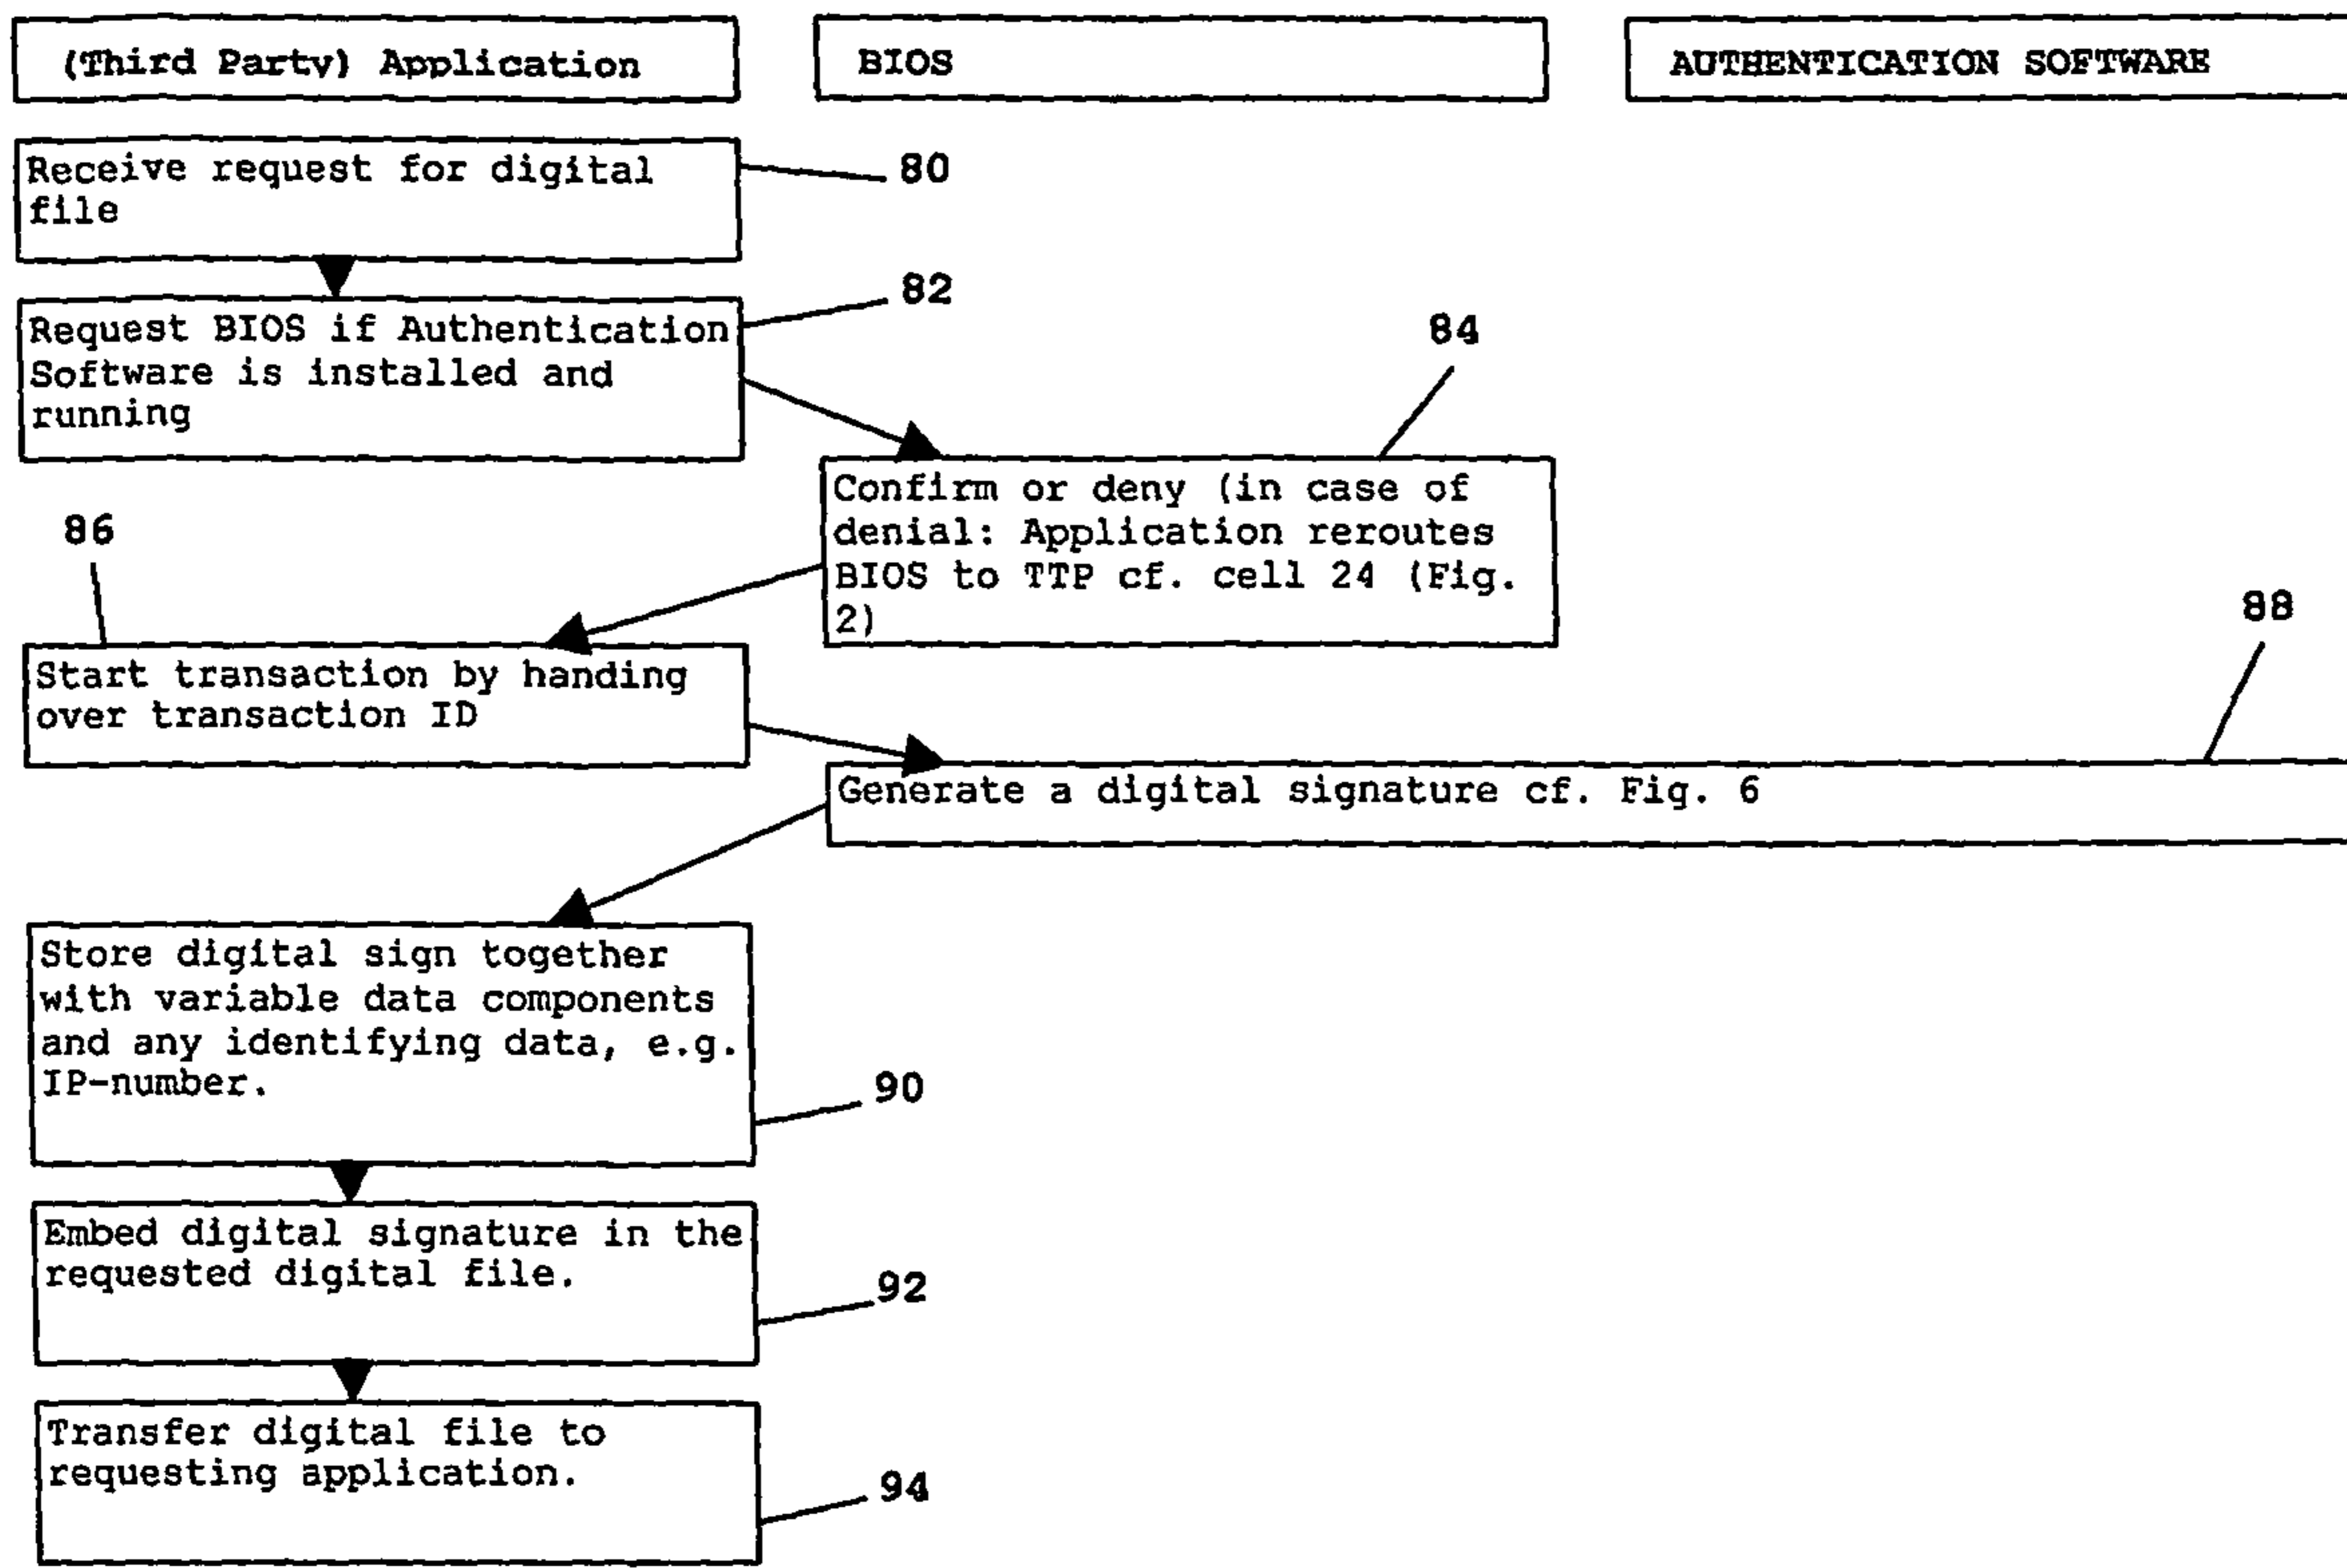 (Third Party) Application
BIOS
AUTHENTICATION SOFTWARE
Receive request for digital
file
80
Request BIOS if Authentication
Software is installed and
running
82
84
Confirm or deny (in case of
denial: Application reroutes
BIOS to TTP cf. cell 24 (Fig.
2)
86
Start transaction by handing
over transaction ID
88
Generate a digital signature cf. Fig. 6
Store digital sign together
with variable data components
and any identifying data, e.g.
IP-number.
90
Embed digital signature in the
requested digital file.
92
Transfer digital file to
requesting application.
94